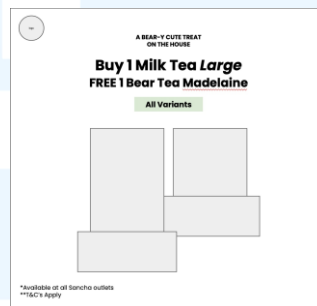 A BEAR-Y CUTE TREAT
ON THE HOUSE
Buy 1 Milk Tea Large
FREE 1 Bear Tea Madelaine
All Variants
*Available at all Sancha outlets
**T&C's Apply